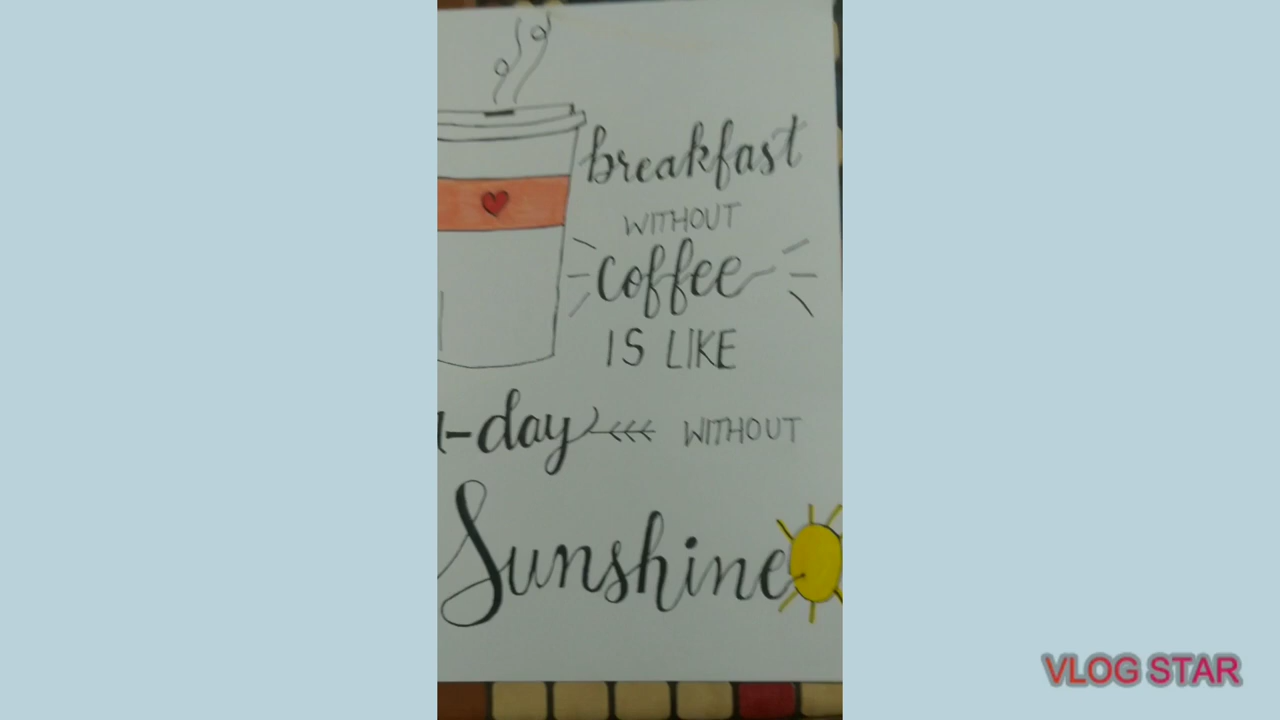 breakfast
WITHOUT
Coffee
IS LIKE
-day WITHOUT
Sunshine
VLOG STAR